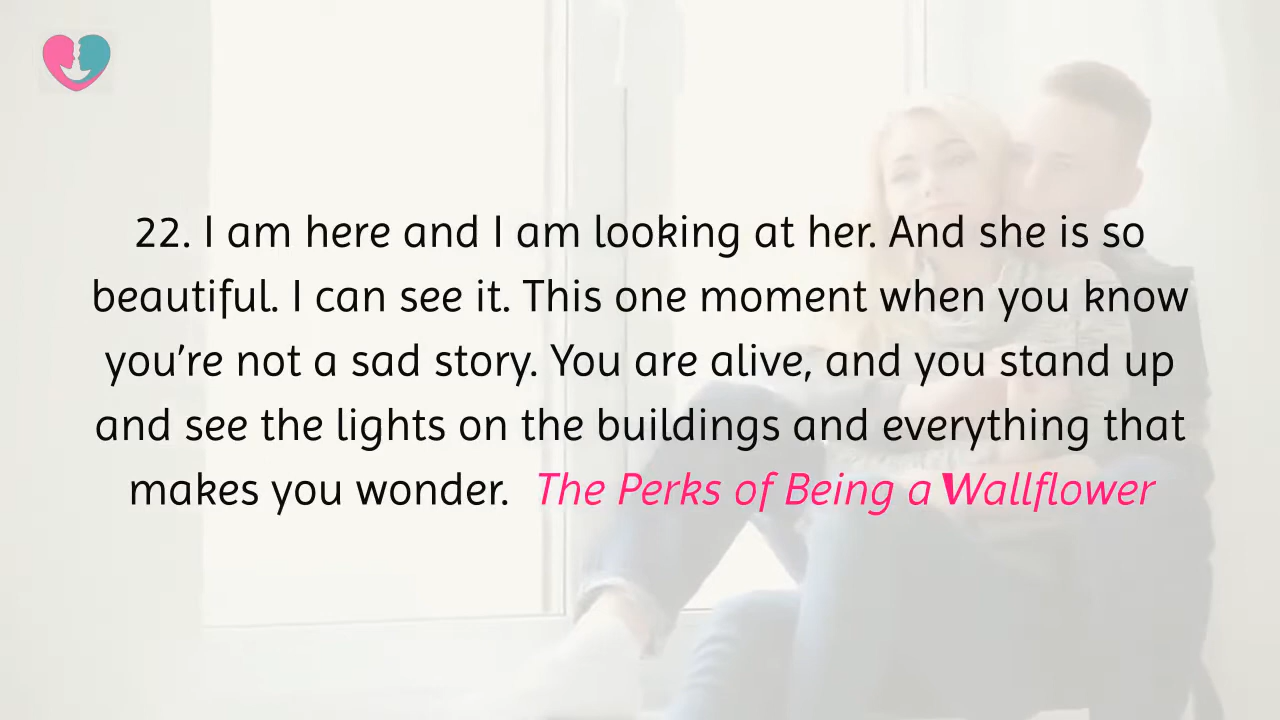 22. I am here and I am looking at her. And she is so
beautiful. I can see it. This one moment when you know
you’re not a sad story. You are alive, and you stand up
and see the lights on the buildings and everything that
makes you wonder. The Perks of Being a Wallflower